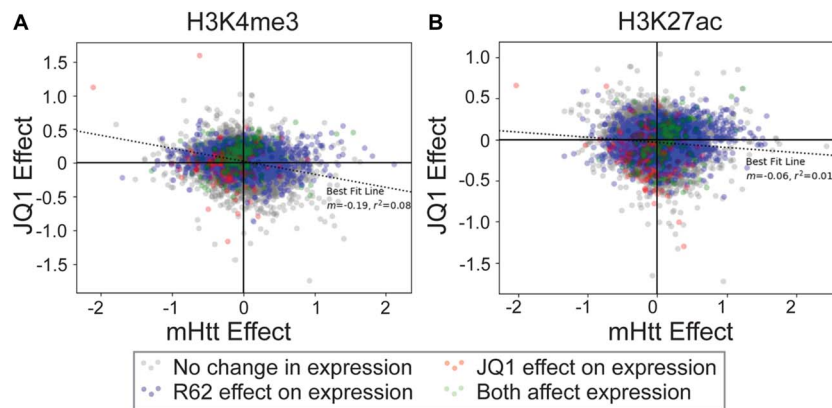 A
H3K4me3
1.5
1.0
0.5
0
-0.5
-1.0
-1.5
JQ1 Effect
Best Fit Line
m=-0.19, r²=0.08
-2
-1
0
1
2
mHtt Effect
B
H3K27ac
1.0
0.5
0
-0.5
-1.0
-1.5
JQ1 Effect
Best Fit Line
m=-0.06, r²=0.01
-2
-1
0
1
2
mHtt Effect
No change in expression
JQ1 effect on expression
R62 effect on expression
Both affect expression